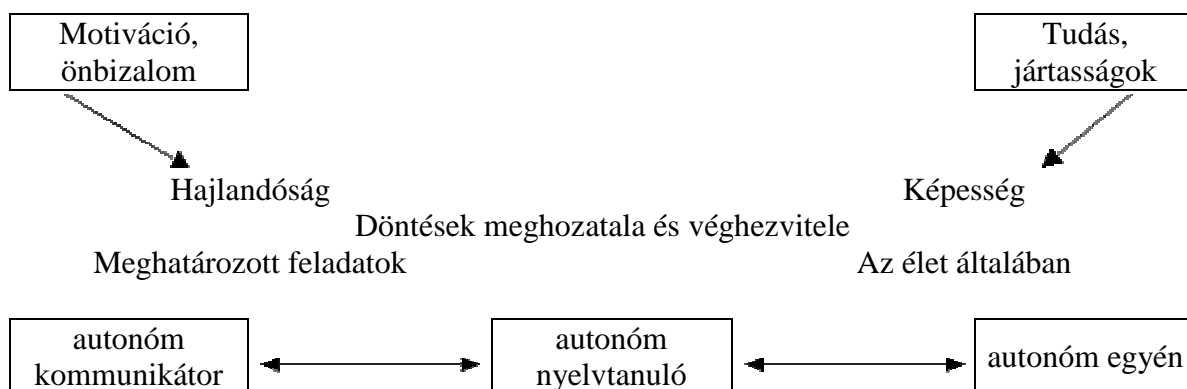 Motiváció,
önbizalom
Tudás,
jártasságok
Hajlandóság
Képesség
Döntések meghozatala és véghezvitele
Meghatározott feladatok
Az élet általában
autonóm
kommunikátor
autonóm
nyelvtanuló
autonóm egyén